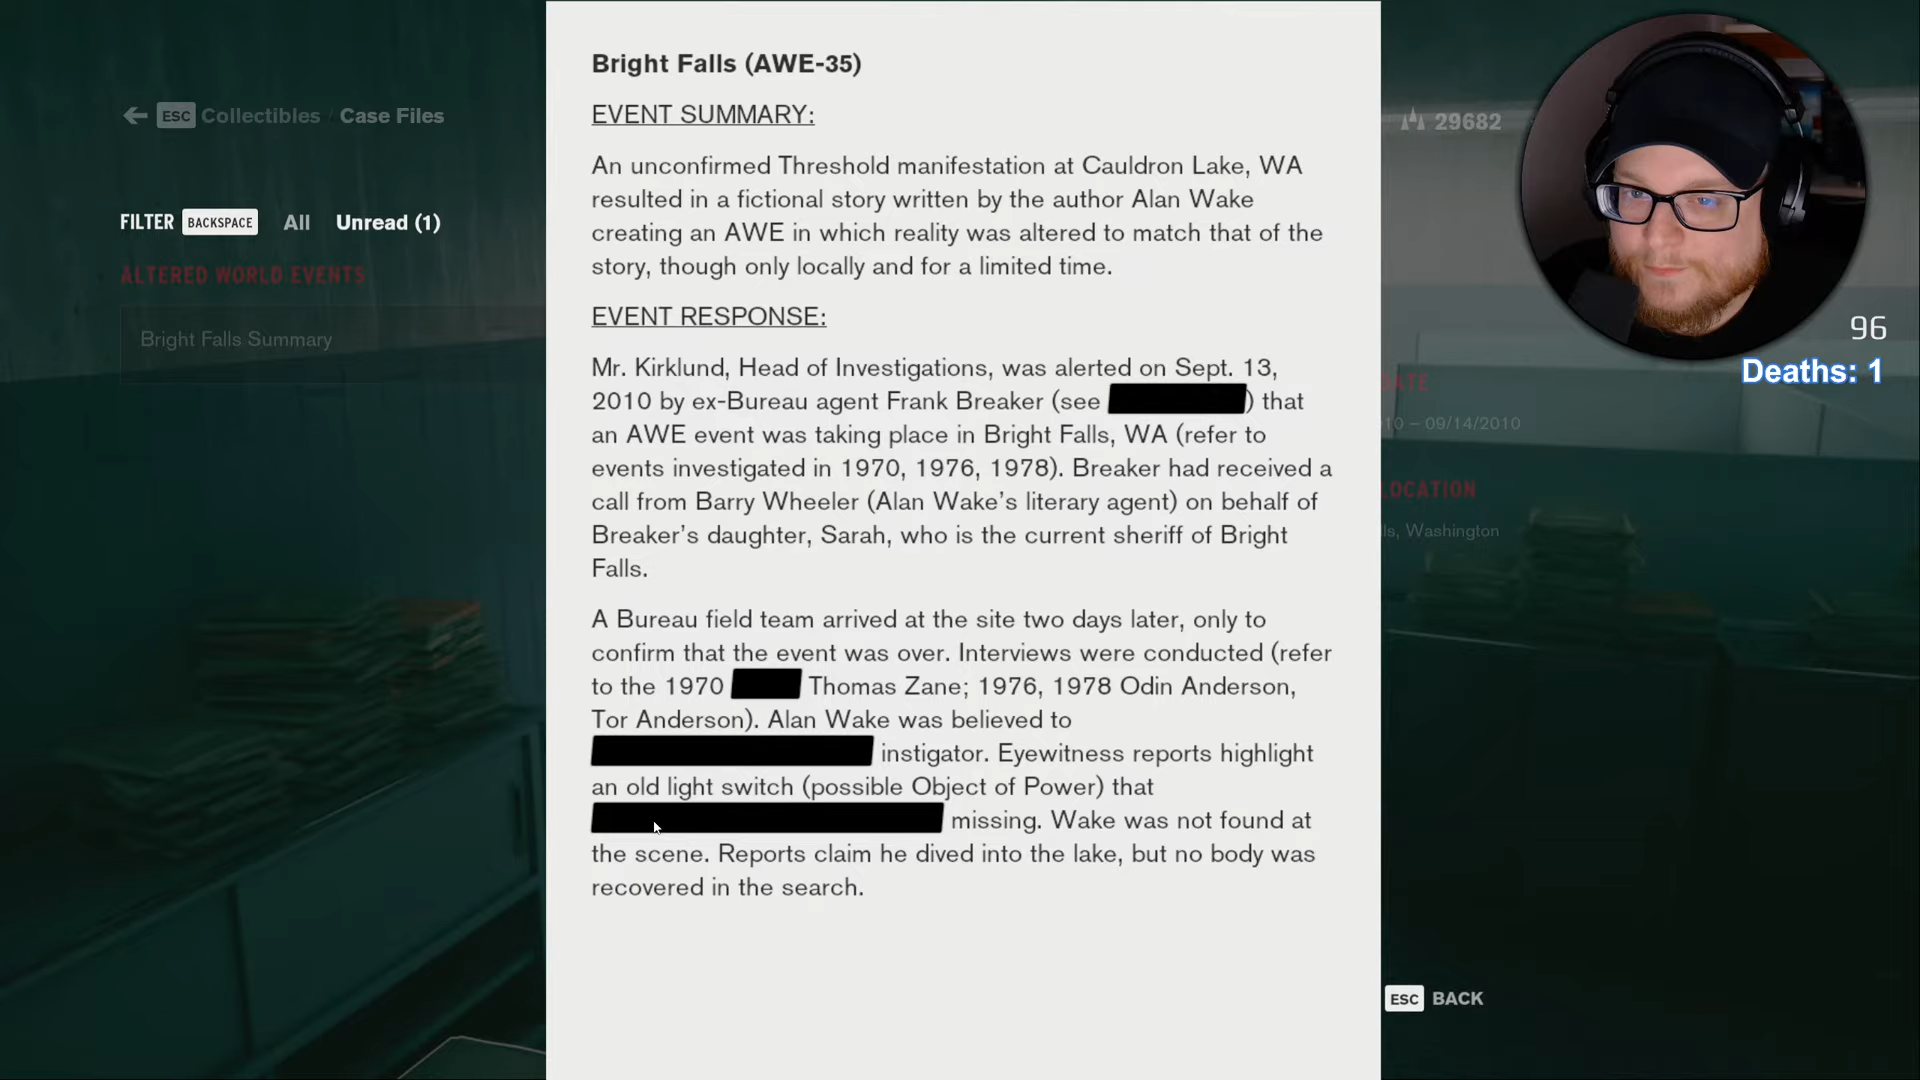 Bright Falls (AWE-35)
EVENT SUMMARY:
An unconfirmed Threshold manifestation at Cauldron Lake, WA
resulted in a fictional story written by the author Alan Wake
creating an AWE in which reality was altered to match that of the
story, though only locally and for a limited time.
EVENT RESPONSE:
Mr. Kirklund, Head of Investigations, was alerted on Sept. 13,
2010 by ex-Bureau agent Frank Breaker (see ) that
an AWE event was taking place in Bright Falls, WA (refer to
events investigated in 1970, 1976, 1978). Breaker had received a
call from Barry Wheeler (Alan Wake's literary agent) on behalf of
Breaker's daughter, Sarah, who is the current sheriff of Bright
Falls.
A Bureau field team arrived at the site two days later, only to
confirm that the event was over. Interviews were conducted (refer
to the 1970 Thomas Zane; 1976, 1978 Odin Anderson,
Tor Anderson). Alan Wake was believed to
instigator. Eyewitness reports highlight
an old light switch (possible Object of Power) that
missing. Wake was not found at
the scene. Reports claim he dived into the lake, but no body was
recovered in the search.
ESC Collectibles / Case Files
FILTER BACKSPACE All Unread (1)
ALTERED WORLD EVENTS
Bright Falls Summary
29682
96
Deaths: 1
DATE
10 – 09/14/2010
LOCATION
lls, Washington
ESC BACK